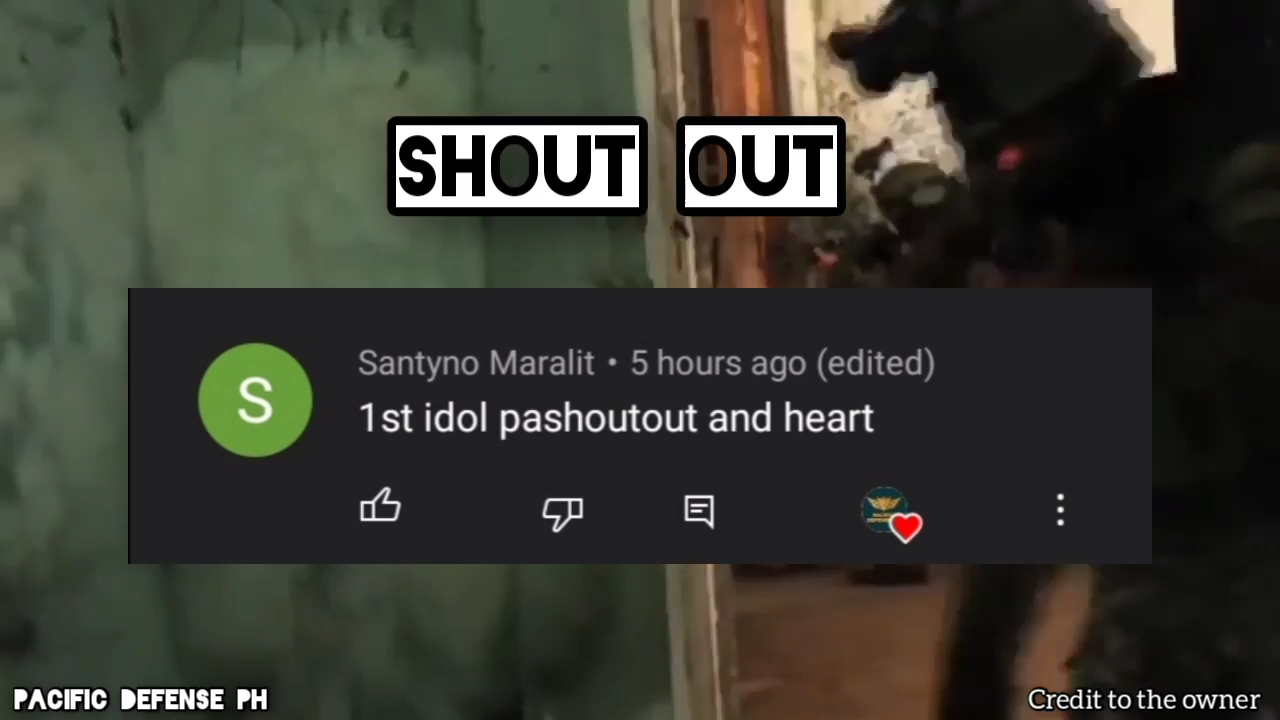 SHOUT OUT
S
Santyno Maralit • 5 hours ago (edited)
1st idol pashoutout and heart
PACIFIC DEFENSE PH
Credit to the owner